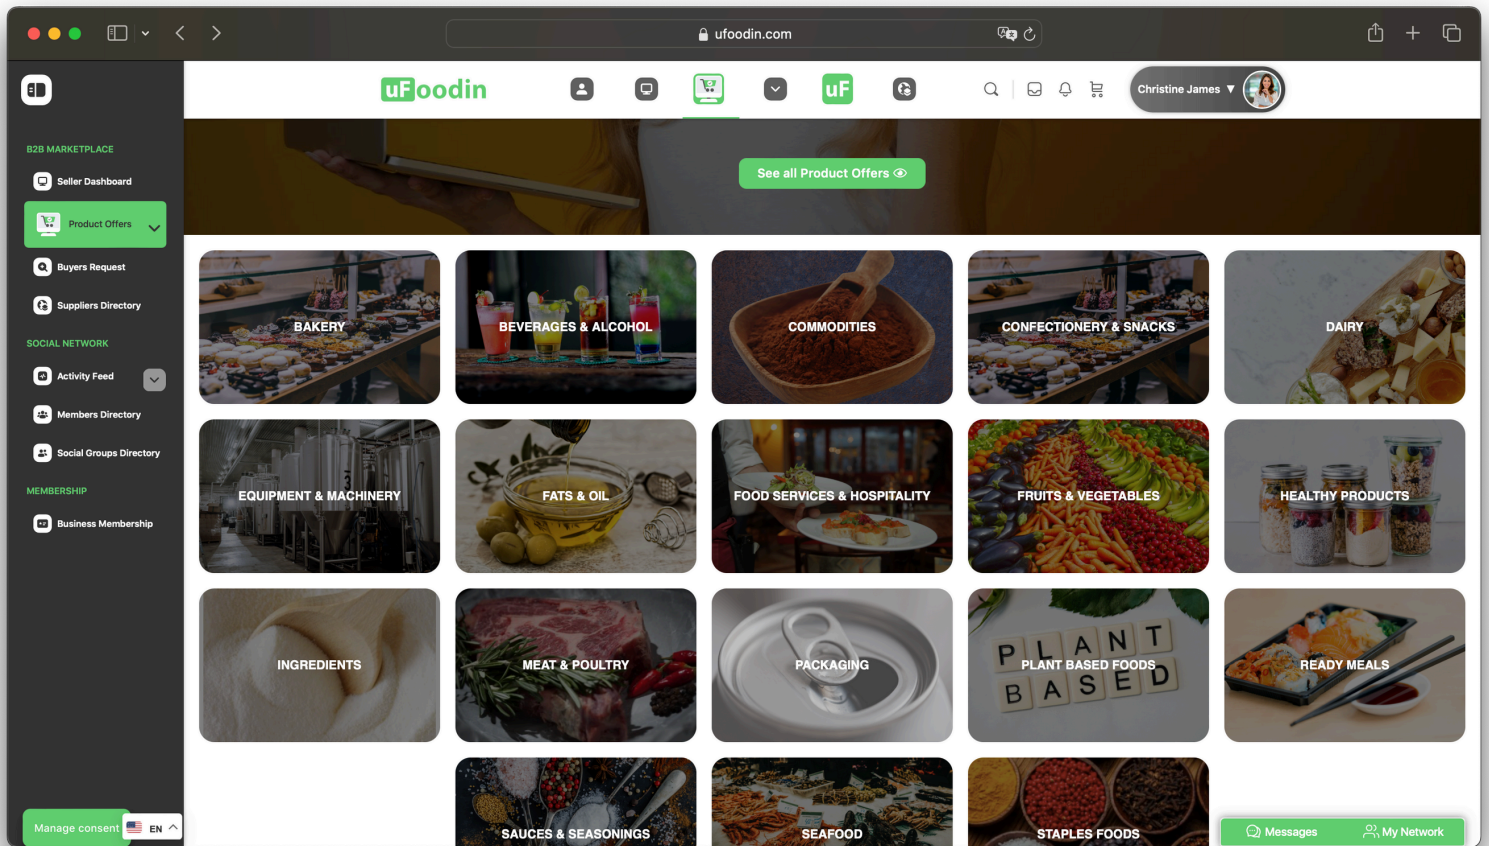 ufoodin.com
uFoodin
uF
Christine James ▼
B2B MARKETPLACE
Seller Dashboard
Product Offers
Buyers Request
Suppliers Directory
SOCIAL NETWORK
Activity Feed
Members Directory
Social Groups Directory
MEMBERSHIP
Business Membership
Manage consent
EN
See all Product Offers
BAKERY
BEVERAGES & ALCOHOL
COMMODITIES
CONFECTIONERY & SNACKS
DAIRY
EQUIPMENT & MACHINERY
3
FATS & OIL
FOOD SERVICES & HOSPITALITY
FRUITS & VEGETABLES
HEALTHY PRODUCTS
INGREDIENTS
MEAT & POULTRY
PACKAGING
PLANT
PLANT BASED FOODS
BASED
READY MEALS
SAUCES & SEASONINGS
SEAFOOD
STAPLES FOODS
Messages
My Network